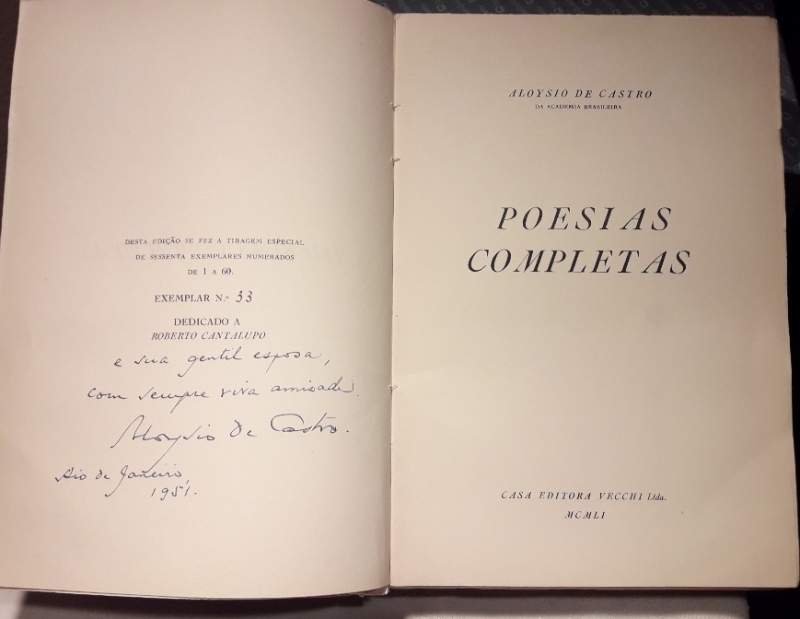 DESTA EDIÇÃO SE FEZ A TIRAGEM ESPECIAL
DE SESSENTA EXEMPLARES NUMERADOS
DE 1 A 60.
EXEMPLAR N.º 33
DEDICADO A
ROBERTO CANTALUPO
e sua gentil esposa,
com sempre viva amisade.
Aloysio de Castro.
Rio de Janeiro,
1951.
ALOYSIO DE CASTRO
DA ACADEMIA BRASILEIRA
POESIAS
COMPLETAS
CASA EDITORA VECCHI Ltda.
MCMLI